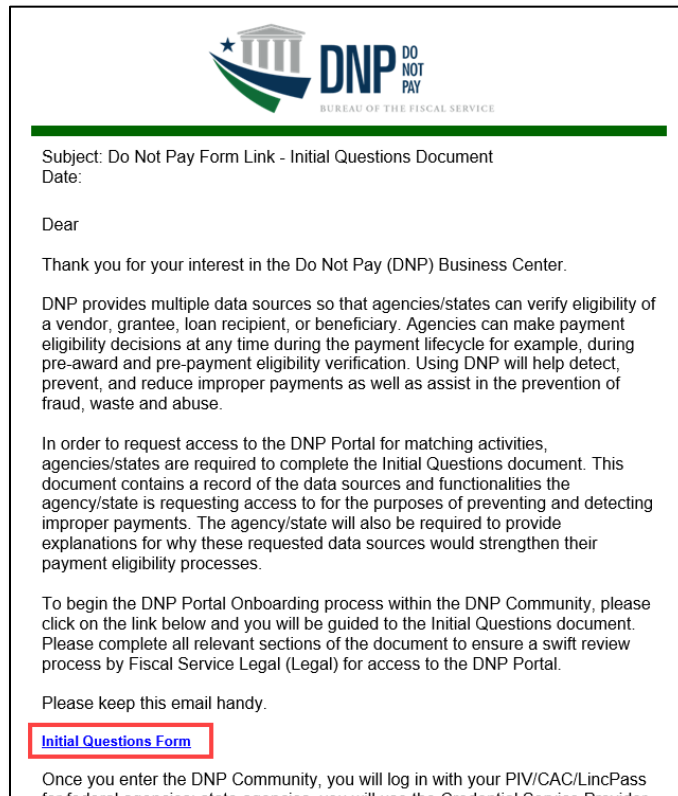 DNP DO
NOT
PAY
BUREAU OF THE FISCAL SERVICE
Subject: Do Not Pay Form Link - Initial Questions Document
Date:
Dear
Thank you for your interest in the Do Not Pay (DNP) Business Center.
DNP provides multiple data sources so that agencies/states can verify eligibility of
a vendor, grantee, loan recipient, or beneficiary. Agencies can make payment
eligibility decisions at any time during the payment lifecycle for example, during
pre-award and pre-payment eligibility verification. Using DNP will help detect,
prevent, and reduce improper payments as well as assist in the prevention of
fraud, waste and abuse.
In order to request access to the DNP Portal for matching activities,
agencies/states are required to complete the Initial Questions document. This
document contains a record of the data sources and functionalities the
agency/state is requesting access to for the purposes of preventing and detecting
improper payments. The agency/state will also be required to provide
explanations for why these requested data sources would strengthen their
payment eligibility processes.
To begin the DNP Portal Onboarding process within the DNP Community, please
click on the link below and you will be guided to the Initial Questions document.
Please complete all relevant sections of the document to ensure a swift review
process by Fiscal Service Legal (Legal) for access to the DNP Portal.
Please keep this email handy.
Initial Questions Form
Once you enter the DNP Community, you will log in with your PIV/CAC/LincPass
for federal agencies; state agencies, you will use the Credential Service Provider